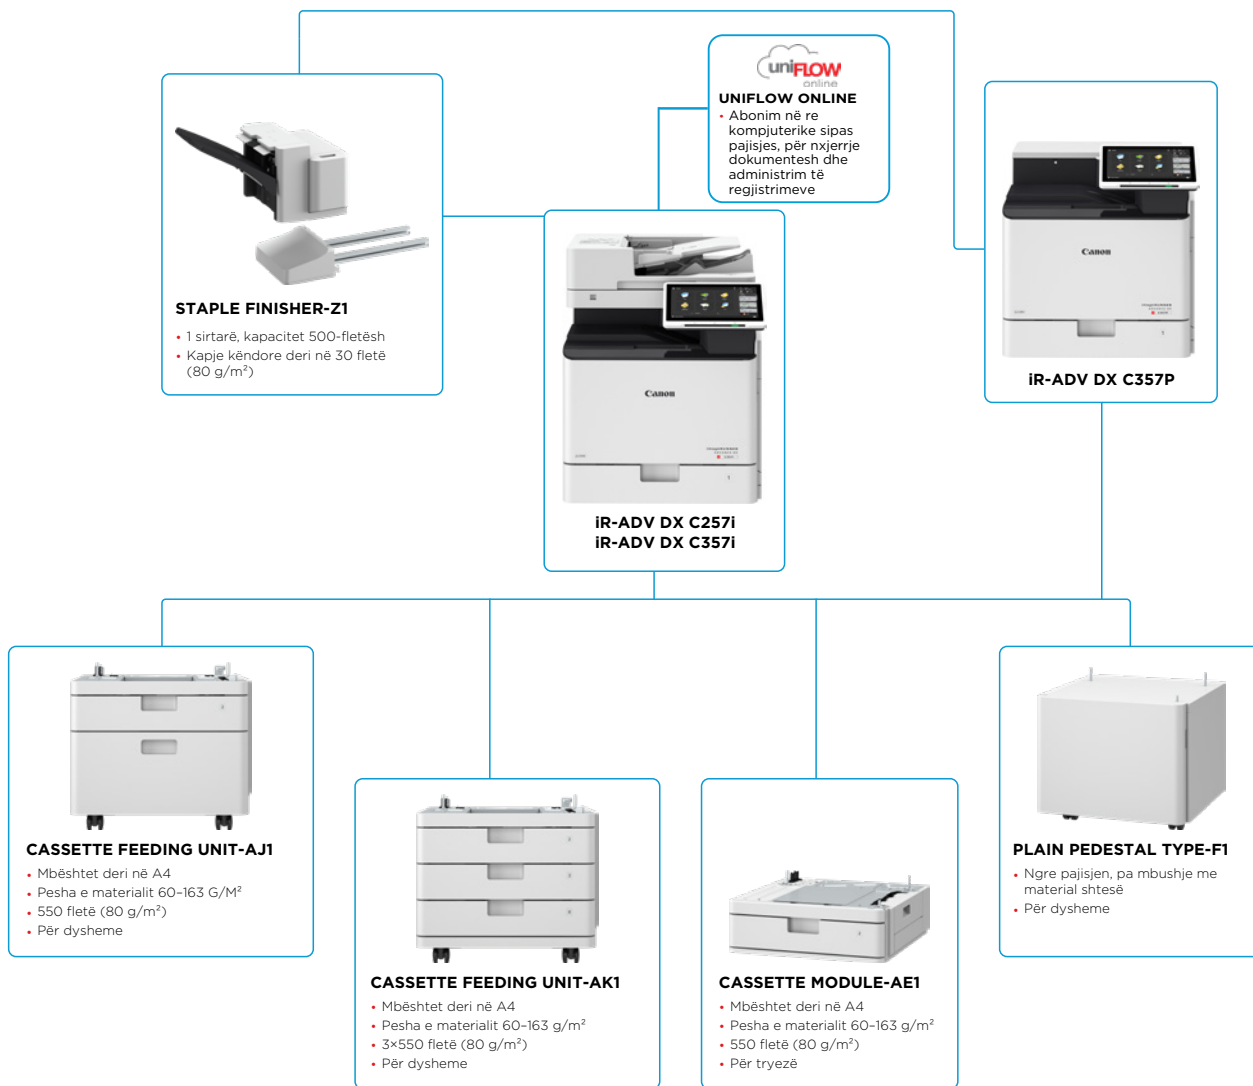 uniFLOW
online
UNIFLOW ONLINE
• Abonim në re
kompjuterike sipas
pajisjes, për nxjerrje
dokumentesh dhe
administrim të
regjistrimeve
STAPLE FINISHER-Z1
• 1 sirtarë, kapacitet 500-fletësh
• Kapje këndore deri në 30 fletë
(80 g/m²)
Canon
iR-ADV DX C257i
iR-ADV DX C357i
Canon
iR-ADV DX C357P
CASSETTE FEEDING UNIT-AJ1
• Mbështet deri në A4
• Pesha e materialit 60–163 G/M²
• 550 fletë (80 g/m²)
• Për dysheme
CASSETTE FEEDING UNIT-AK1
• Mbështet deri në A4
• Pesha e materialit 60–163 g/m²
• 3×550 fletë (80 g/m²)
• Për dysheme
CASSETTE MODULE-AE1
• Mbështet deri në A4
• Pesha e materialit 60–163 g/m²
• 550 fletë (80 g/m²)
• Për tryezë
PLAIN PEDESTAL TYPE-F1
• Ngre pajisjen, pa mbushje me
material shtesë
• Për dysheme